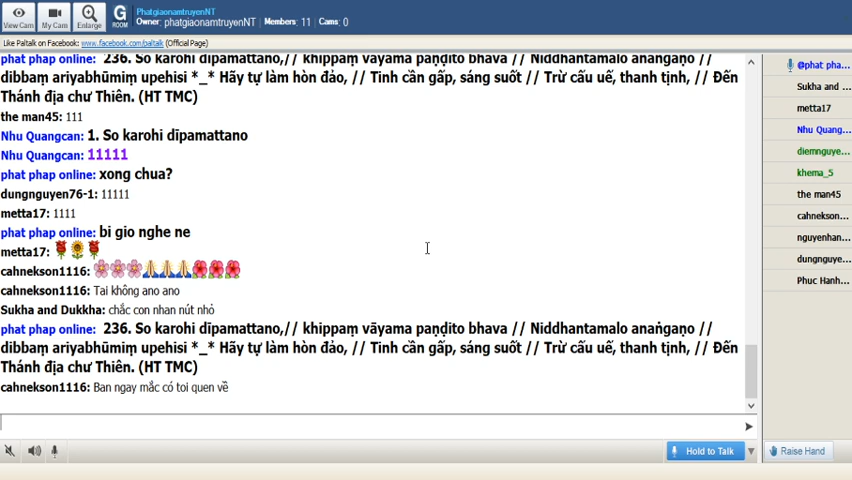 PhatgiaonamtruyenNT
Owner: phatgiaonamtruyenNT Members: 11 Cams: 0
View Cam My Cam Enlarge G ROOM
Like Paltalk on Facebook: www.facebook.com/paltalk (Official Page)
phat phap online: 236. So karohi dīpamattano,// khippaṃ vāyama paṇḍito bhava // Niddhantamalo anaṅgaṇo //
dibbaṃ ariyabhūmiṃ upehisi *_* Hãy tự làm hòn đảo, // Tinh cần gấp, sáng suốt // Trừ cấu uế, thanh tịnh, // Đến
Thánh địa chư Thiên. (HT TMC)
the man45: 111
Nhu Quangcan: 1. So karohi dīpamattano
Nhu Quangcan: 11111
phat phap online: xong chua?
dungnguyen76-1: 11111
metta17: 1111
phat phap online: bi gio nghe ne
metta17:
cahnekson1116:
cahnekson1116: Tai không ano ano
Sukha and Dukkha: chắc con nhan nút nhỏ
phat phap online: 236. So karohi dīpamattano,// khippaṃ vāyama paṇḍito bhava // Niddhantamalo anaṅgaṇo //
dibbaṃ ariyabhūmiṃ upehisi *_* Hãy tự làm hòn đảo, // Tinh cần gấp, sáng suốt // Trừ cấu uế, thanh tịnh, // Đến
Thánh địa chư Thiên. (HT TMC)
cahnekson1116: Ban ngay mắc có toi quen về
Hold to Talk
@phat pha...
Sukha and ...
metta17
Nhu Quang...
diemnguye...
khema_5
the man45
cahnekson...
nguyenhan...
dungnguye...
Phuc Hanh...
Raise Hand